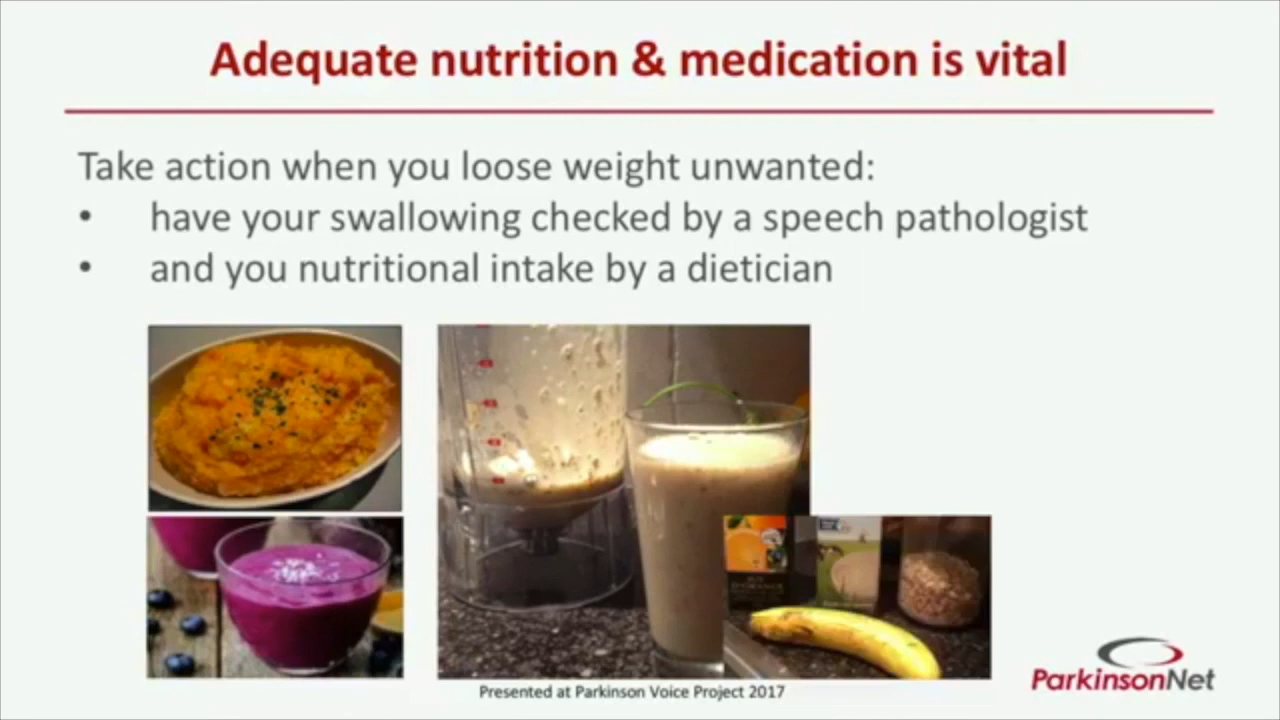 Adequate nutrition & medication is vital
Take action when you loose weight unwanted:
• have your swallowing checked by a speech pathologist
• and you nutritional intake by a dietician
Presented at Parkinson Voice Project 2017
ParkinsonNet